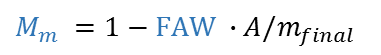 M_m = 1 − FAW · A/m_final